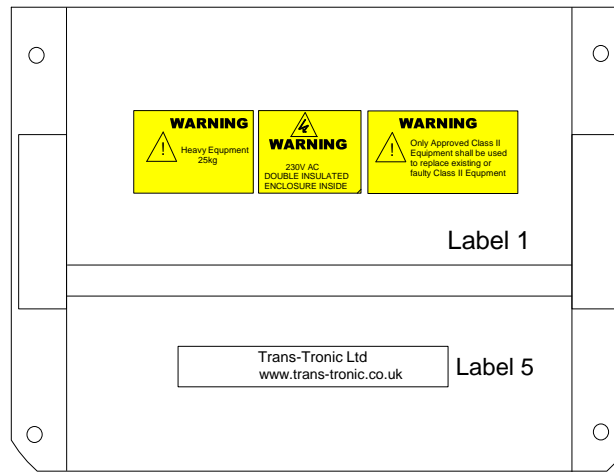 WARNING
Heavy Equpment
25kg
WARNING
230V AC
DOUBLE INSULATED
ENCLOSURE INSIDE
WARNING
Only Approved Class II
Equipment shall be used
to replace existing or
faulty Class II Equpment
Label 1
Trans-Tronic Ltd
www.trans-tronic.co.uk
Label 5